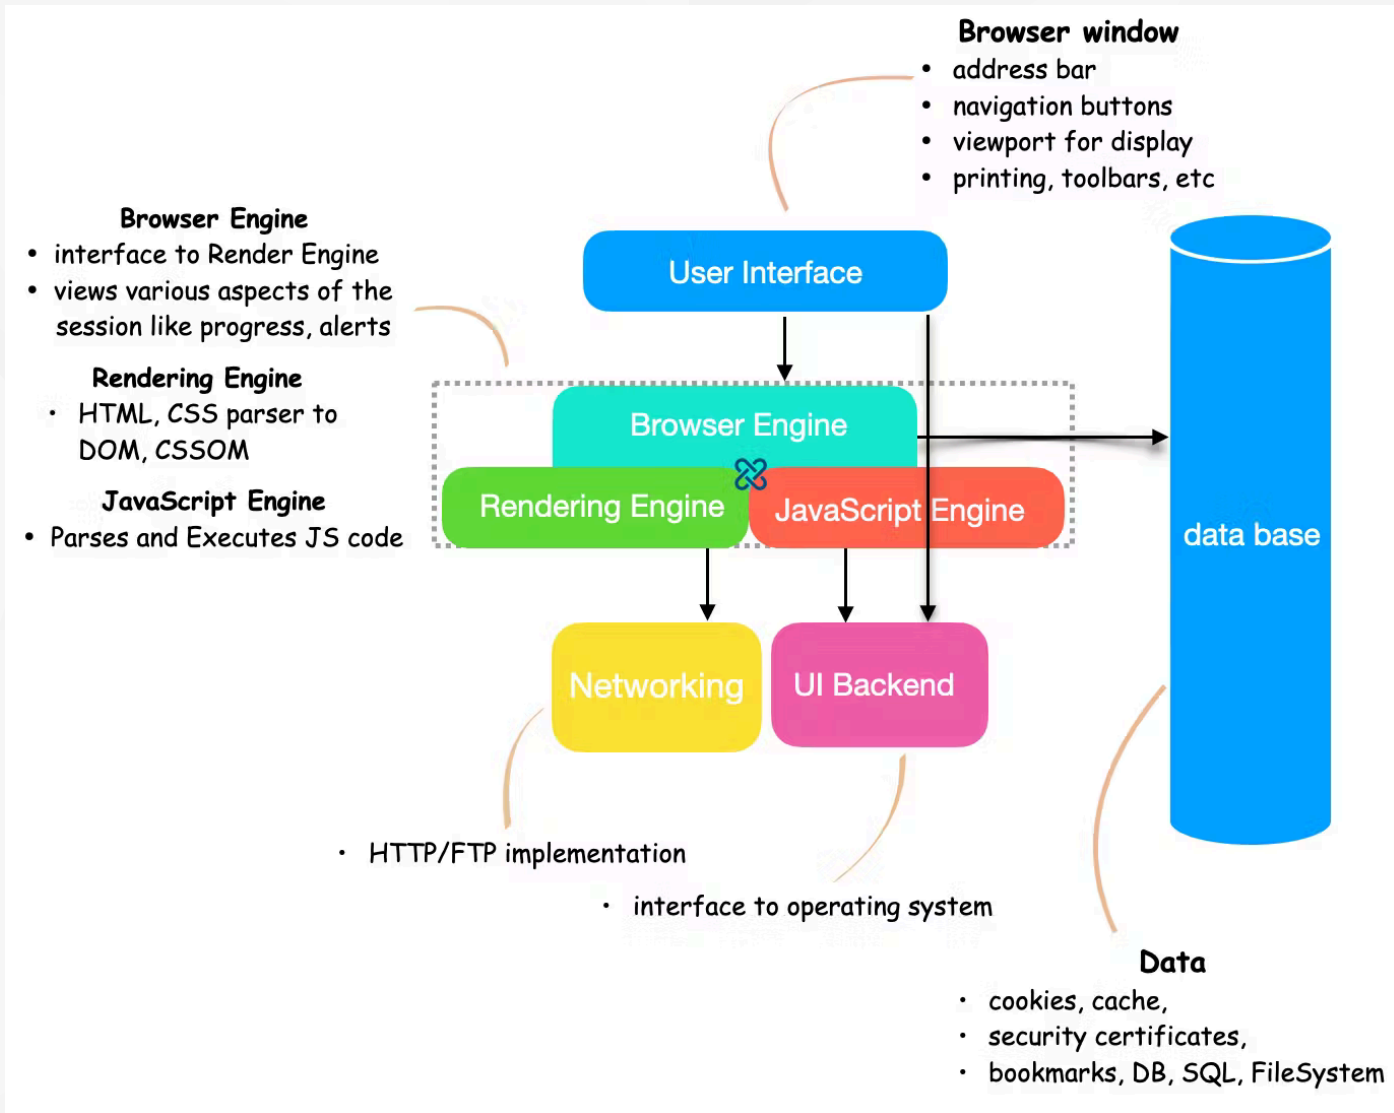 Browser window
• address bar
• navigation buttons
• viewport for display
• printing, toolbars, etc
Browser Engine
• interface to Render Engine
• views various aspects of the
session like progress, alerts
Rendering Engine
· HTML, CSS parser to
DOM, CSSOM
JavaScript Engine
• Parses and Executes JS code
User Interface
Browser Engine
Rendering Engine
JavaScript Engine
data base
Networking
UI Backend
· HTTP/FTP implementation
· interface to operating system
Data
· cookies, cache,
· security certificates,
· bookmarks, DB, SQL, FileSystem